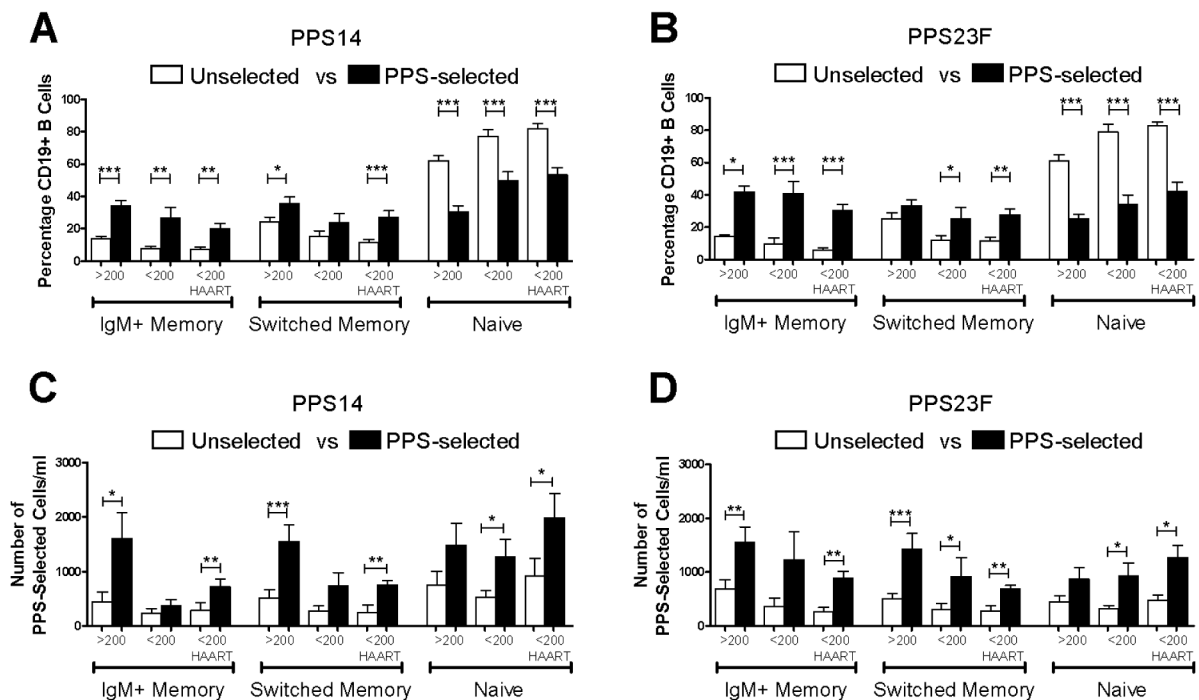 A
PPS14
Unselected vs PPS-selected
Percentage CD19+ B Cells
100
80
60
40
20
0
*** ** ** * *** *** *** ***
>200 <200 <200 HAART >200 <200 <200 HAART >200 <200 <200 HAART
IgM+ Memory Switched Memory Naive
B
PPS23F
Unselected vs PPS-selected
Percentage CD19+ B Cells
100
80
60
40
20
0
* *** *** * ** *** *** ***
>200 <200 <200 HAART >200 <200 <200 HAART >200 <200 <200 HAART
IgM+ Memory Switched Memory Naive
C
PPS14
Unselected vs PPS-selected
Number of
PPS-Selected Cells/ml
3000
2000
1000
0
* ** *** ** * *
>200 <200 <200 HAART >200 <200 <200 HAART >200 <200 <200 HAART
IgM+ Memory Switched Memory Naive
D
PPS23F
Unselected vs PPS-selected
Number of
PPS-Selected Cells/ml
3000
2000
1000
0
** ** *** * ** * *
>200 <200 <200 HAART >200 <200 <200 HAART >200 <200 <200 HAART
IgM+ Memory Switched Memory Naive